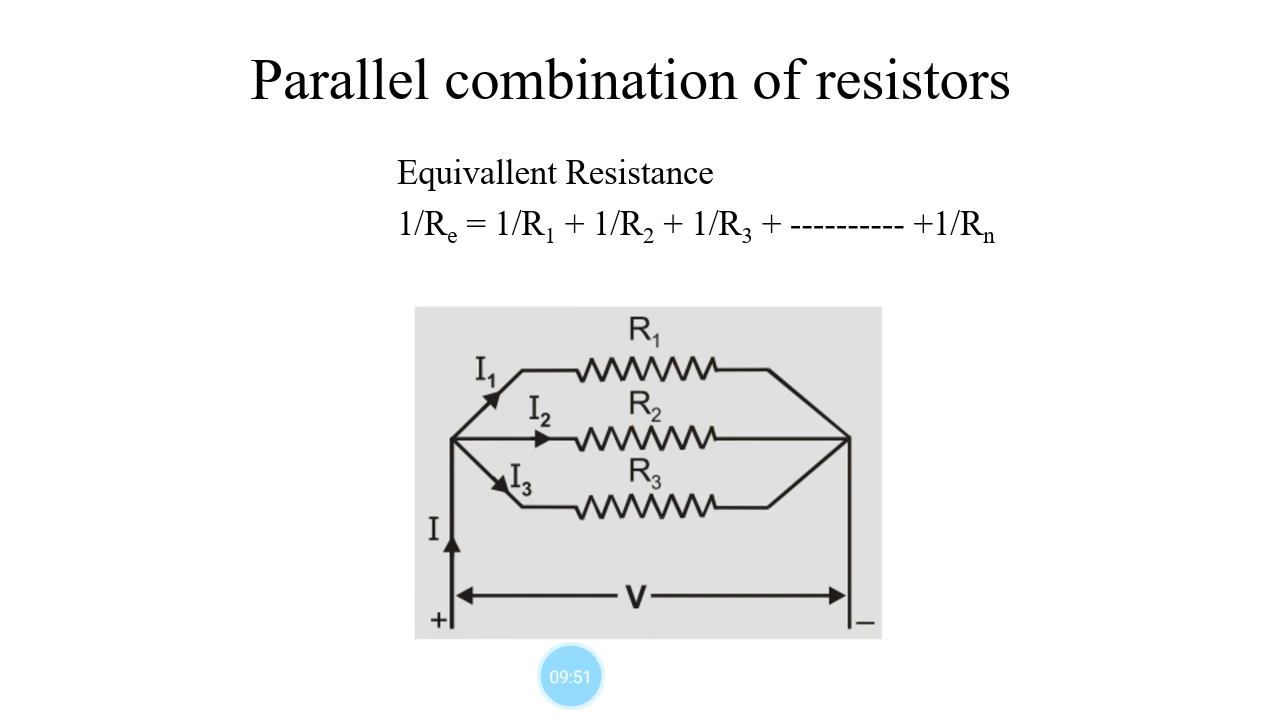 Parallel combination of resistors
Equivallent Resistance
1/Re = 1/R1 + 1/R2 + 1/R3 + ---------- +1/Rn
R1
I1
R2
I2
R3
I3
I
V
+
−
09:51